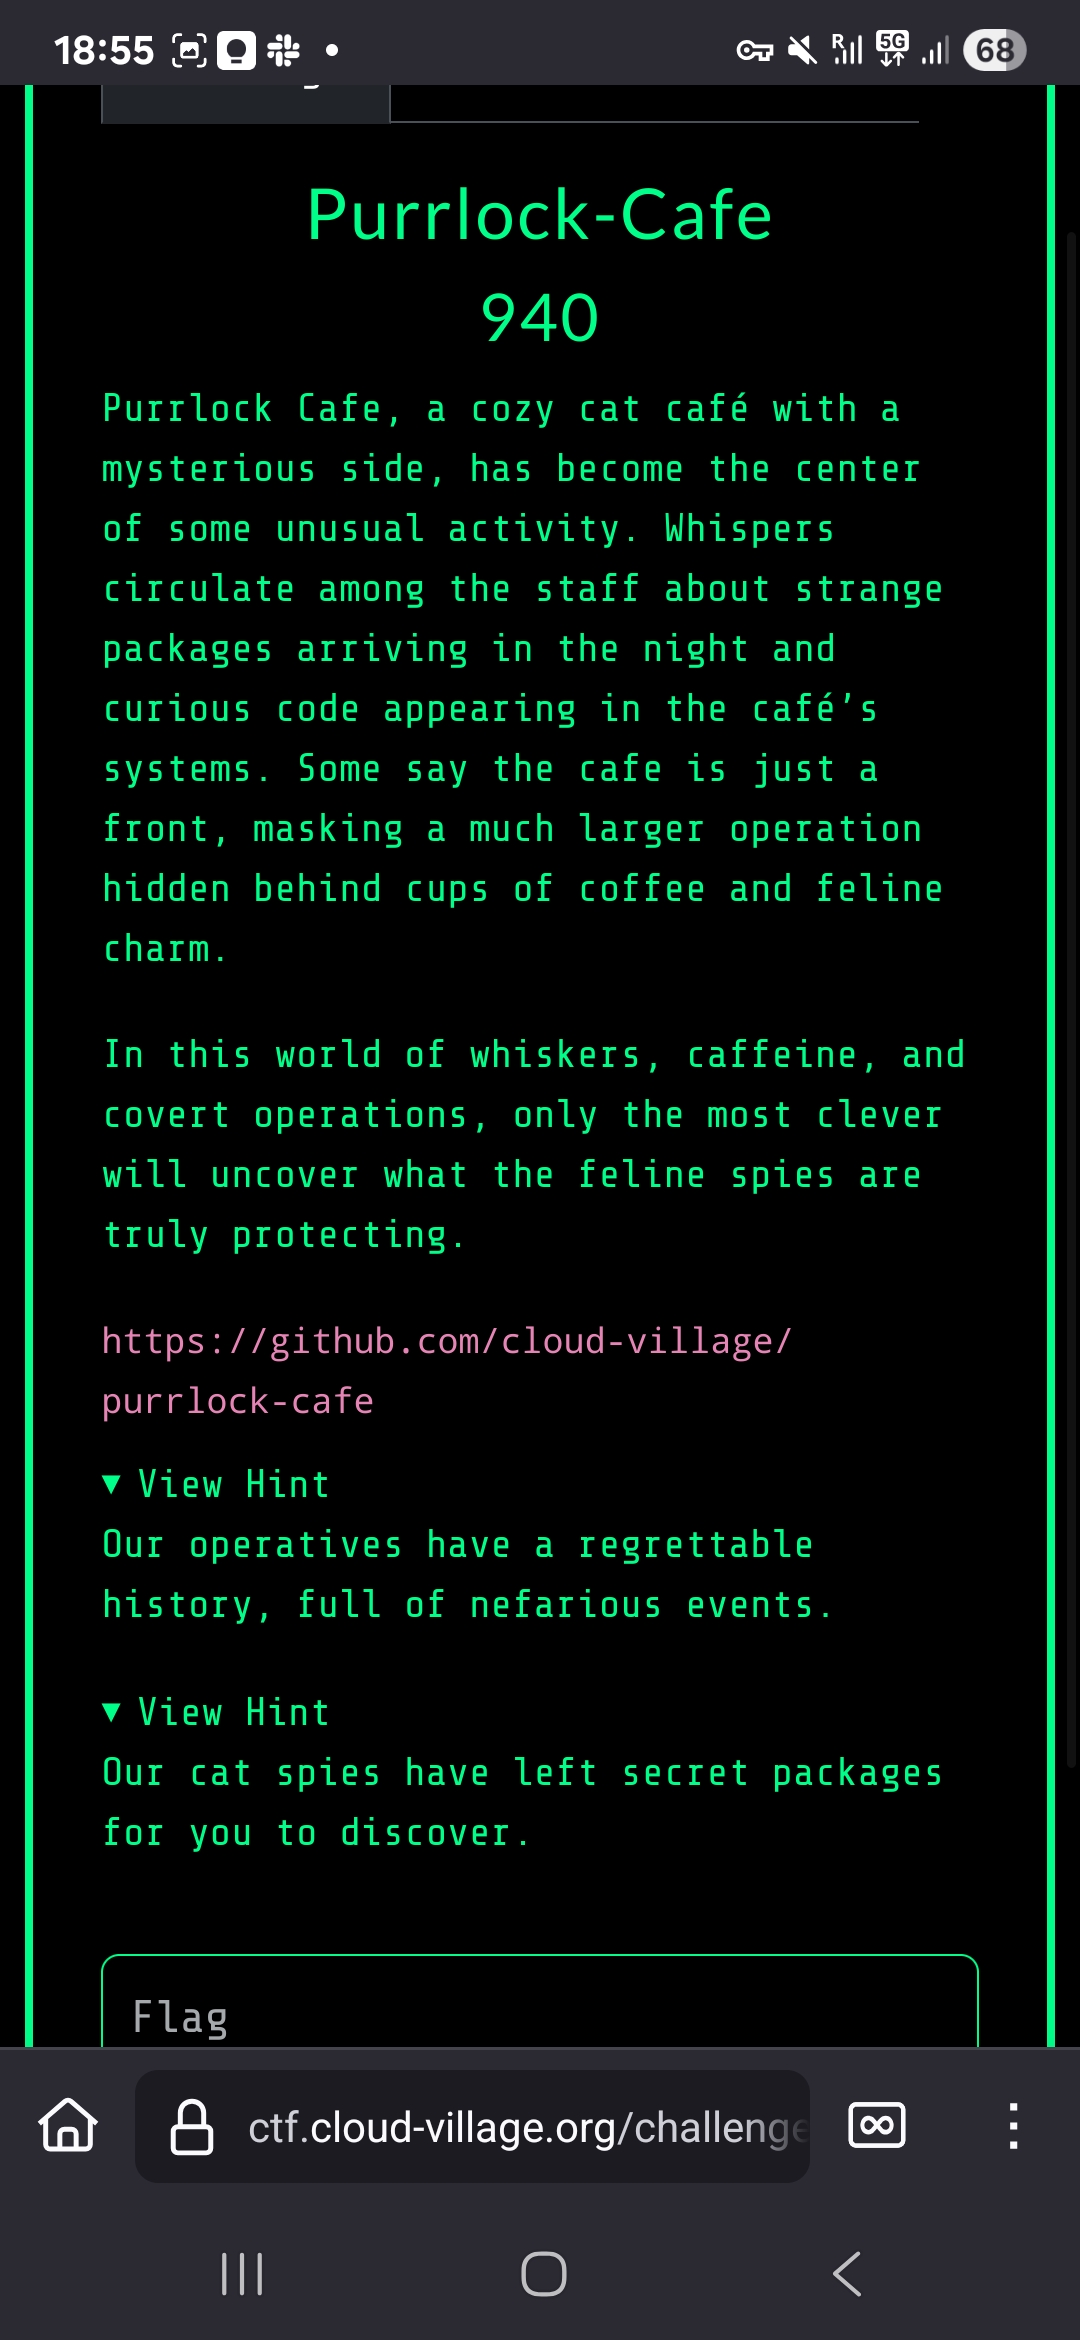 18:55
R
5G
68
Purrlock-Cafe
940
Purrlock Cafe, a cozy cat café with a
mysterious side, has become the center
of some unusual activity. Whispers
circulate among the staff about strange
packages arriving in the night and
curious code appearing in the café’s
systems. Some say the cafe is just a
front, masking a much larger operation
hidden behind cups of coffee and feline
charm.
In this world of whiskers, caffeine, and
covert operations, only the most clever
will uncover what the feline spies are
truly protecting.
https://github.com/cloud-village/
purrlock-cafe
▼ View Hint
Our operatives have a regrettable
history, full of nefarious events.
▼ View Hint
Our cat spies have left secret packages
for you to discover.
Flag
ctf.cloud-village.org/challenge